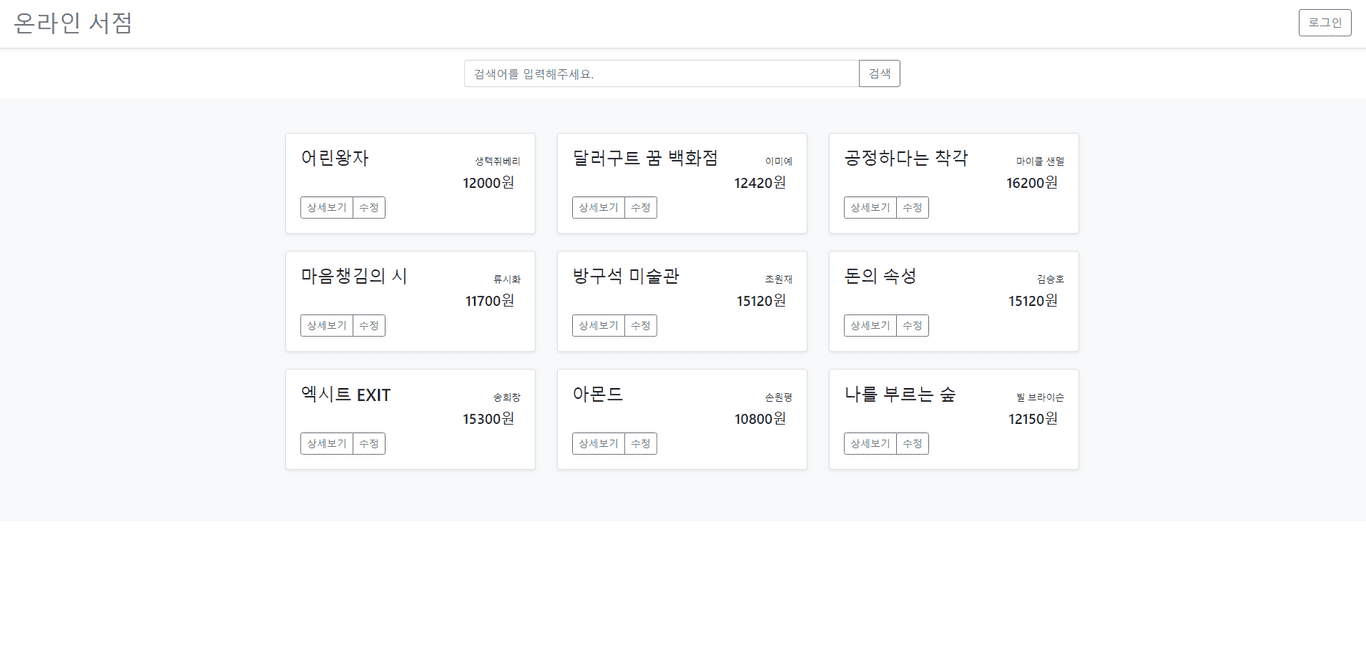 온라인 서점
로그인
검색어를 입력해주세요. 검색
어린왕자 생택쥐베리
12000원
상세보기 수정
달러구트 꿈 백화점 이미예
12420원
상세보기 수정
공정하다는 착각 마이클 샌델
16200원
상세보기 수정
마음챙김의 시 류시화
11700원
상세보기 수정
방구석 미술관 조원재
15120원
상세보기 수정
돈의 속성 김승호
15120원
상세보기 수정
엑시트 EXIT 송희창
15300원
상세보기 수정
아몬드 손원평
10800원
상세보기 수정
나를 부르는 숲 빌 브라이슨
12150원
상세보기 수정